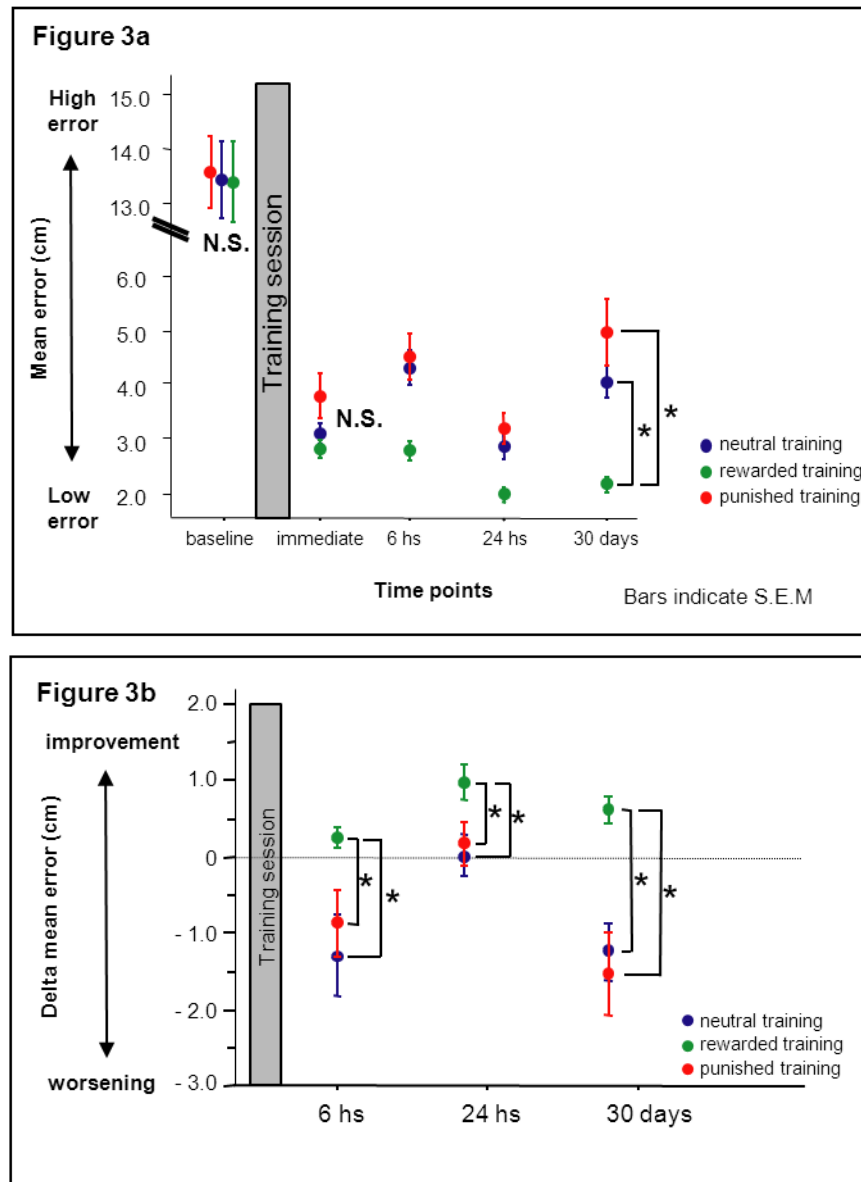 Figure 3a
High
error
Mean error (cm)
Low
error
15.0
14.0
13.0
6.0
5.0
4.0
3.0
2.0
N.S.
Training session
N.S.
*
*
neutral training
rewarded training
punished training
baseline
immediate
6 hs
24 hs
30 days
Time points
Bars indicate S.E.M
Figure 3b
improvement
Delta mean error (cm)
worsening
2.0
1.0
0
- 1.0
- 2.0
- 3.0
Training session
*
*
*
*
*
*
neutral training
rewarded training
punished training
6 hs
24 hs
30 days